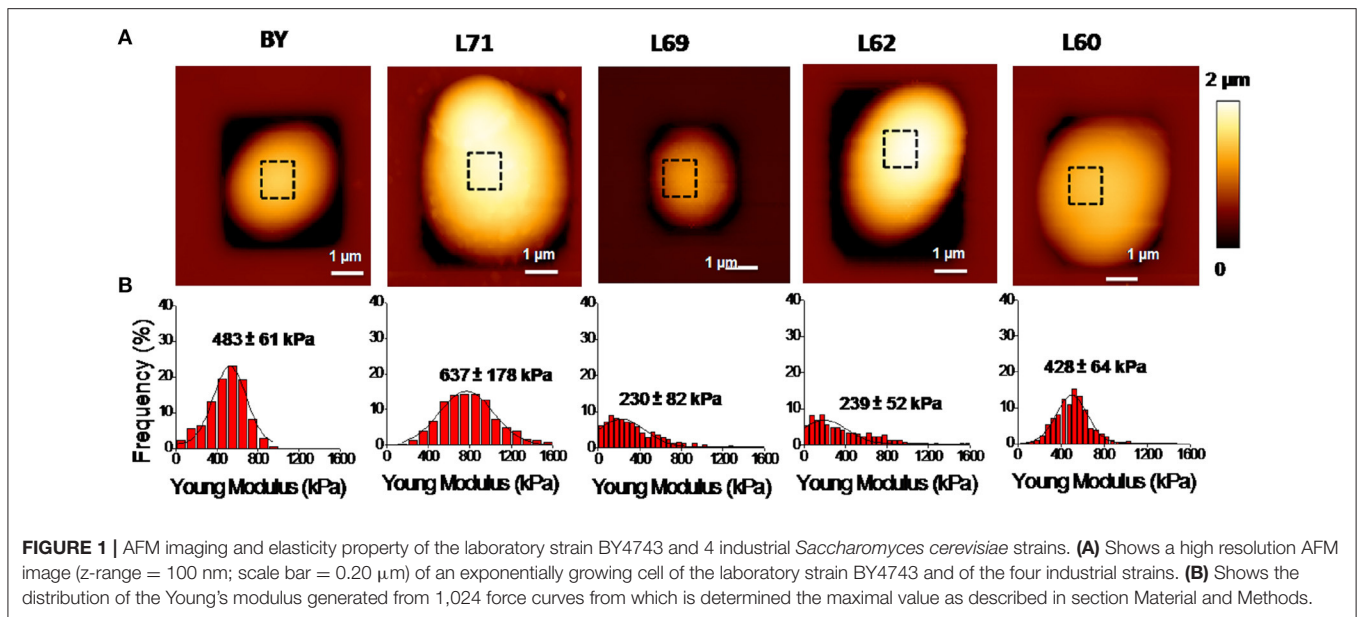 A
BY
L71
L69
L62
L60
2 µm
0
1 µm
1 µm
1 µm
1 µm
1 µm
B
Frequency (%)
40
30
20
10
0
483 ± 61 kPa
0 400 800 1200 1600
Young Modulus (kPa)
40
30
20
10
0
637 ± 178 kPa
0 400 800 1200 1600
Young Modulus (kPa)
40
30
20
10
0
230 ± 82 kPa
0 400 800 1200 1600
Young Modulus (kPa)
40
30
20
10
0
239 ± 52 kPa
0 400 800 1200 1600
Young Modulus (kPa)
40
30
20
10
0
428 ± 64 kPa
0 400 800 1200 1600
Young Modulus (kPa)
FIGURE 1 | AFM imaging and elasticity property of the laboratory strain BY4743 and 4 industrial Saccharomyces cerevisiae strains. (A) Shows a high resolution AFM
image (z-range = 100 nm; scale bar = 0.20 µm) of an exponentially growing cell of the laboratory strain BY4743 and of the four industrial strains. (B) Shows the
distribution of the Young's modulus generated from 1,024 force curves from which is determined the maximal value as described in section Material and Methods.